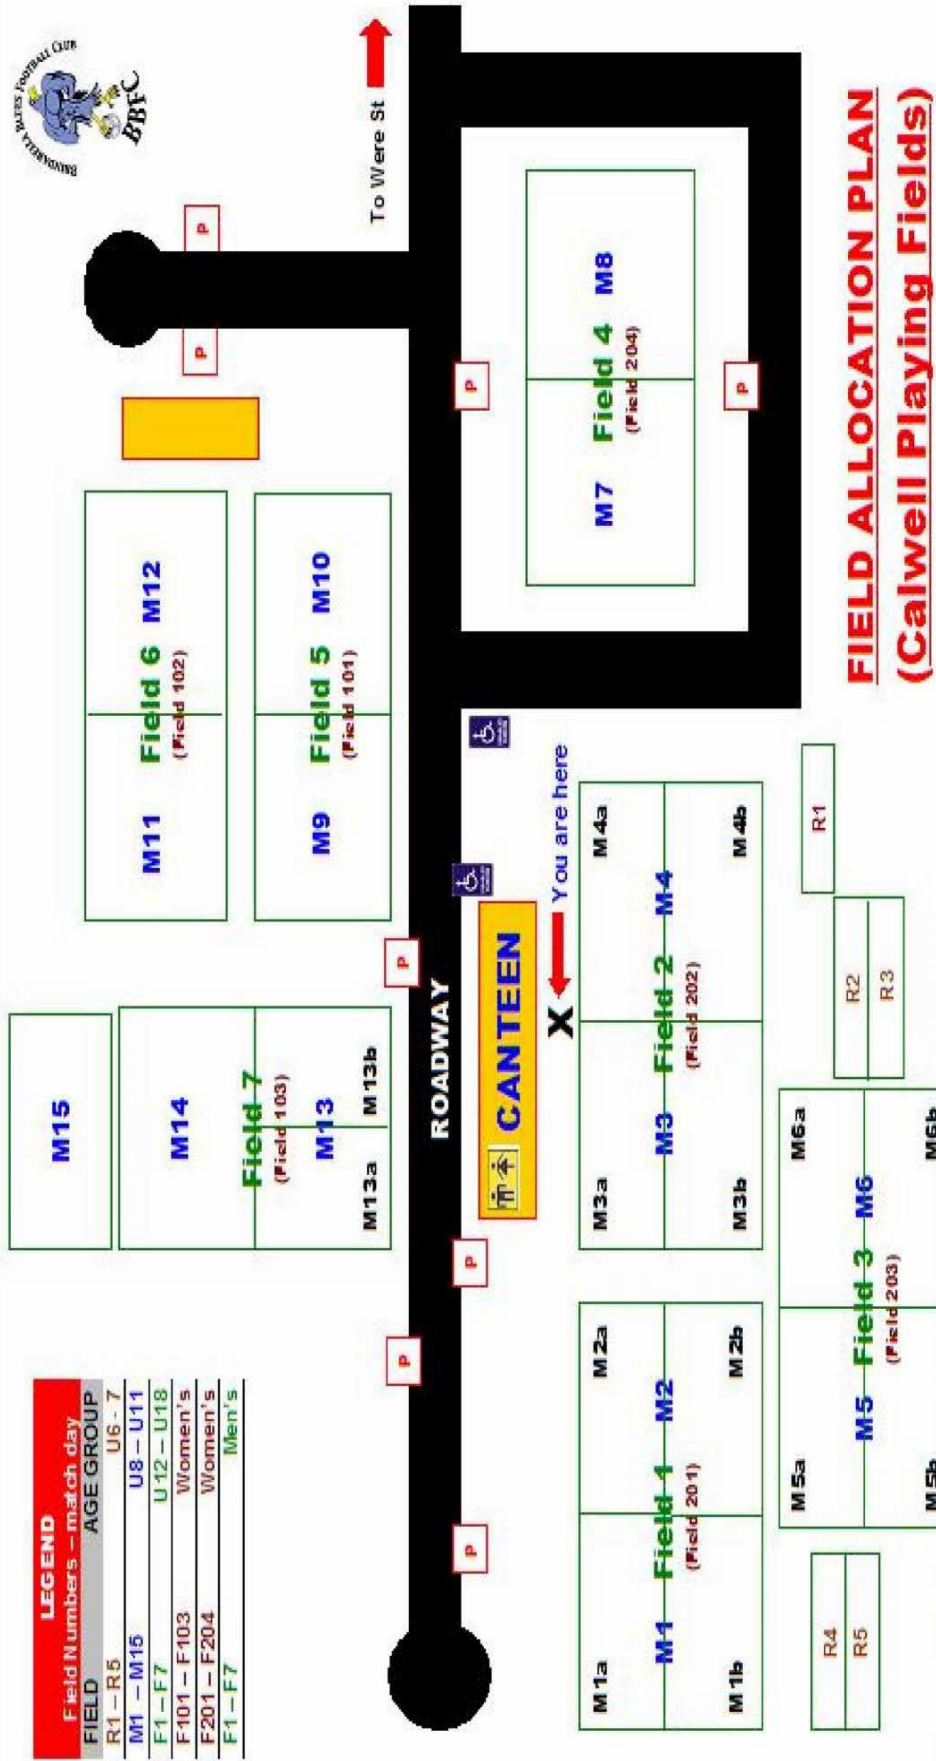 LEGEND
Field Numbers – match day
FIELD AGE GROUP
R1 – R5 U6 - 7
M1 – M15 U8 – U11
F1 – F7 U12 – U18
F101 – F103 Women's
F201 – F204 Women's
F1 – F7 Men's
BRINDABELLA BLUES FOOTBALL CLUB
BBFC
M15
M14
Field 7
(Field 103)
M13
M13a M13b
M11 Field 6 M12
(Field 102)
M9 Field 5 M10
(Field 101)
P
P
To Were St
P
P
ROADWAY
P
P
P
P
CANTEEN
X You are here
M7 Field 4 M8
(Field 204)
M1a M2a
M1 Field 1 M2
(Field 201)
M1b M2b
M3a M4a
M3 Field 2 M4
(Field 202)
M3b M4b
R4
R5
M5a M6a
M5 Field 3 M6
(Field 203)
M5b M6b
R2
R3
R1
FIELD ALLOCATION PLAN
(Calwell Playing Fields)